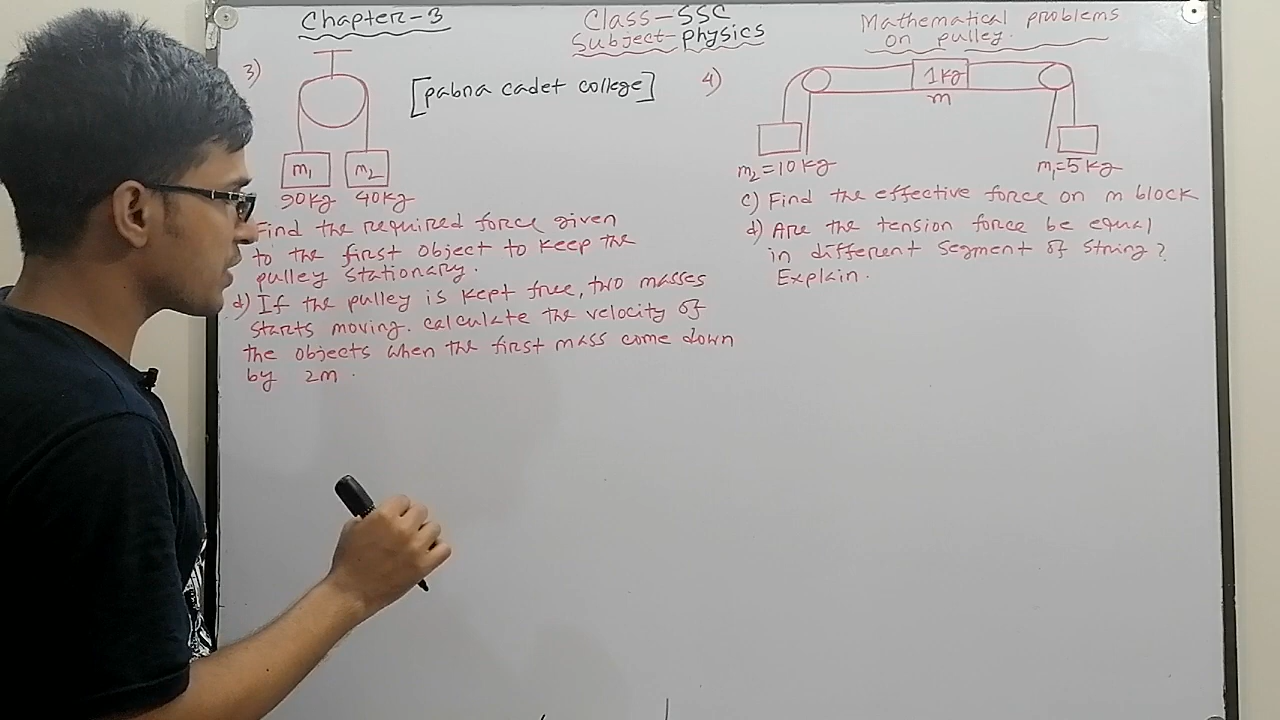 Chapter-3
Class-SSC
Subject-physics
Mathematical problems
on pulley.
3)
[pabna cadet college]
m₁ m₂
90kg 40kg
Find the required force given
to the first object to keep the
pulley stationary.
d) If the pulley is kept free, two masses
starts moving. calculate the velocity of
the objects when the first mass come down
by 2m.
4)
1kg
m
m₂=10kg m₁=5kg
c) Find the effective force on m block
d) Are the tension force be equal
in different segment of string?
Explain.